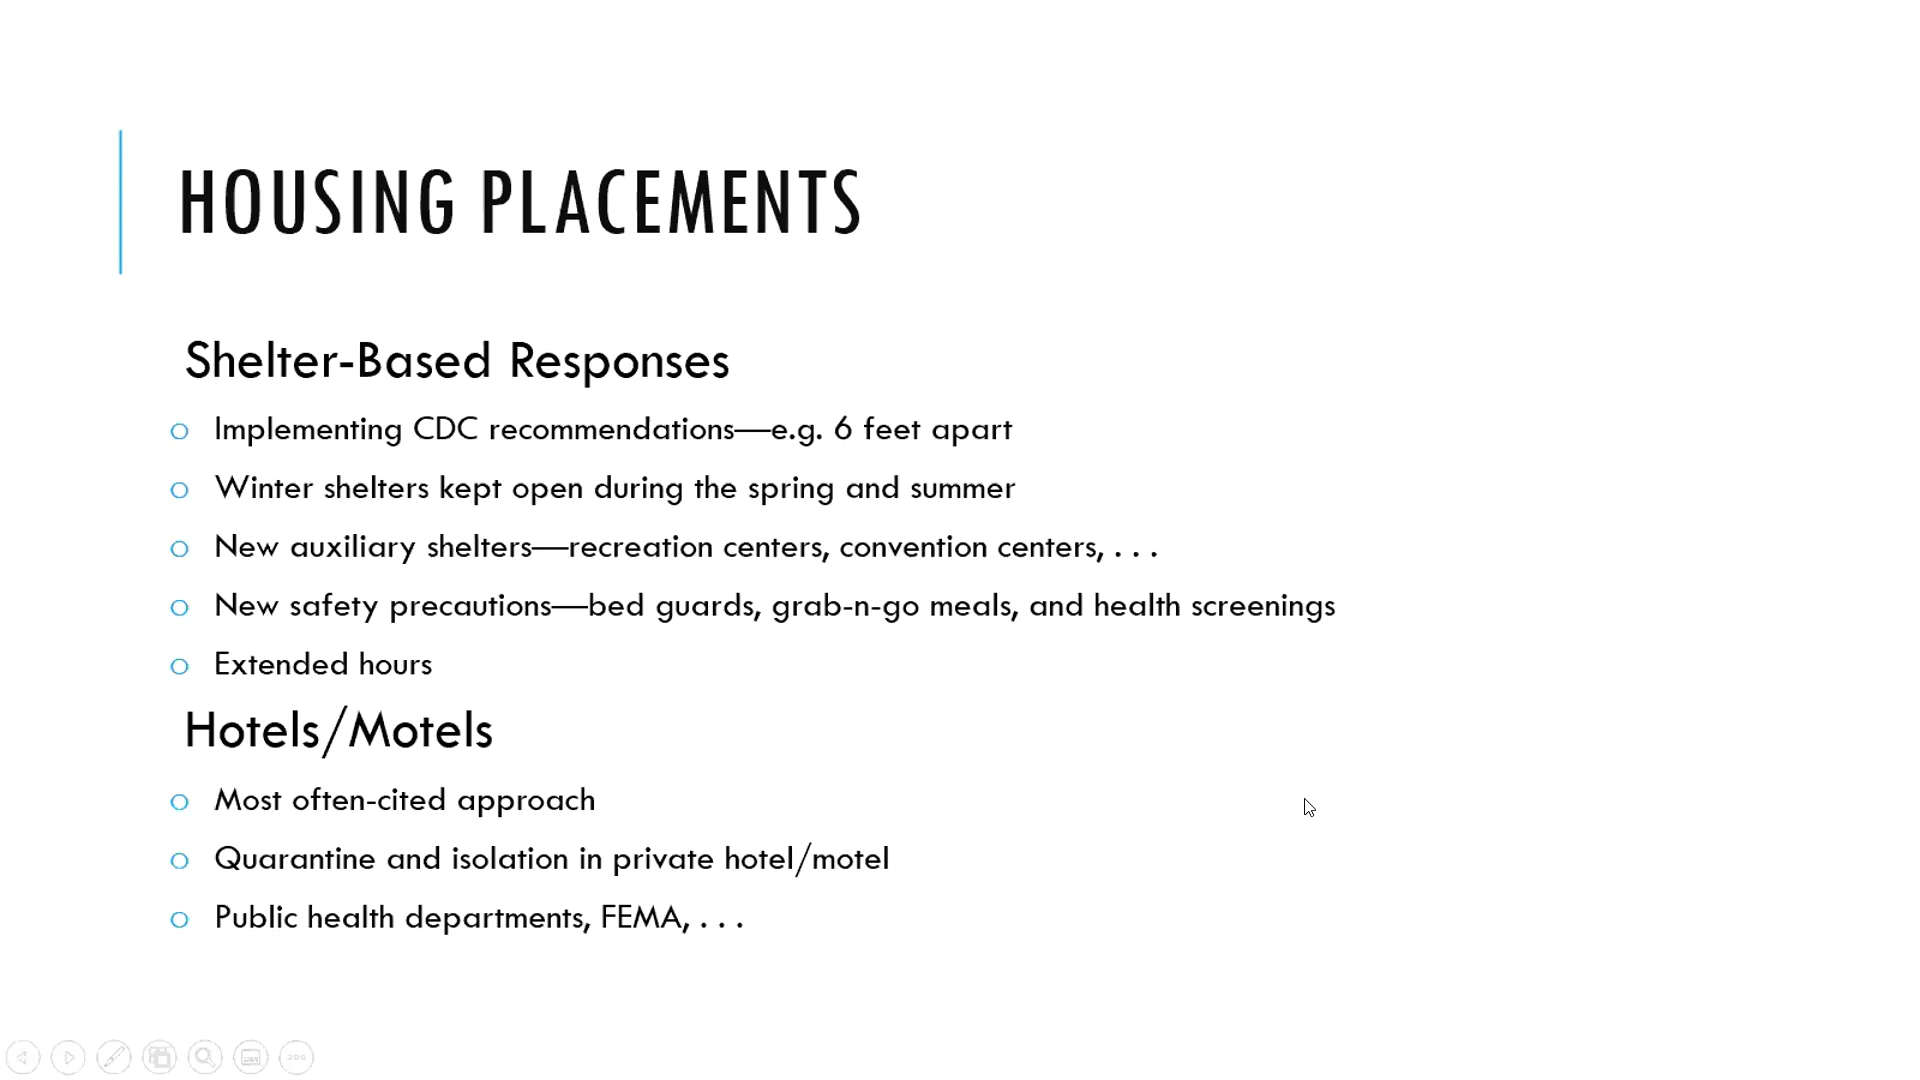 HOUSING PLACEMENTS
Shelter-Based Responses
o Implementing CDC recommendations—e.g. 6 feet apart
o Winter shelters kept open during the spring and summer
o New auxiliary shelters—recreation centers, convention centers, . . .
o New safety precautions—bed guards, grab-n-go meals, and health screenings
o Extended hours
Hotels/Motels
o Most often-cited approach
o Quarantine and isolation in private hotel/motel
o Public health departments, FEMA, . . .